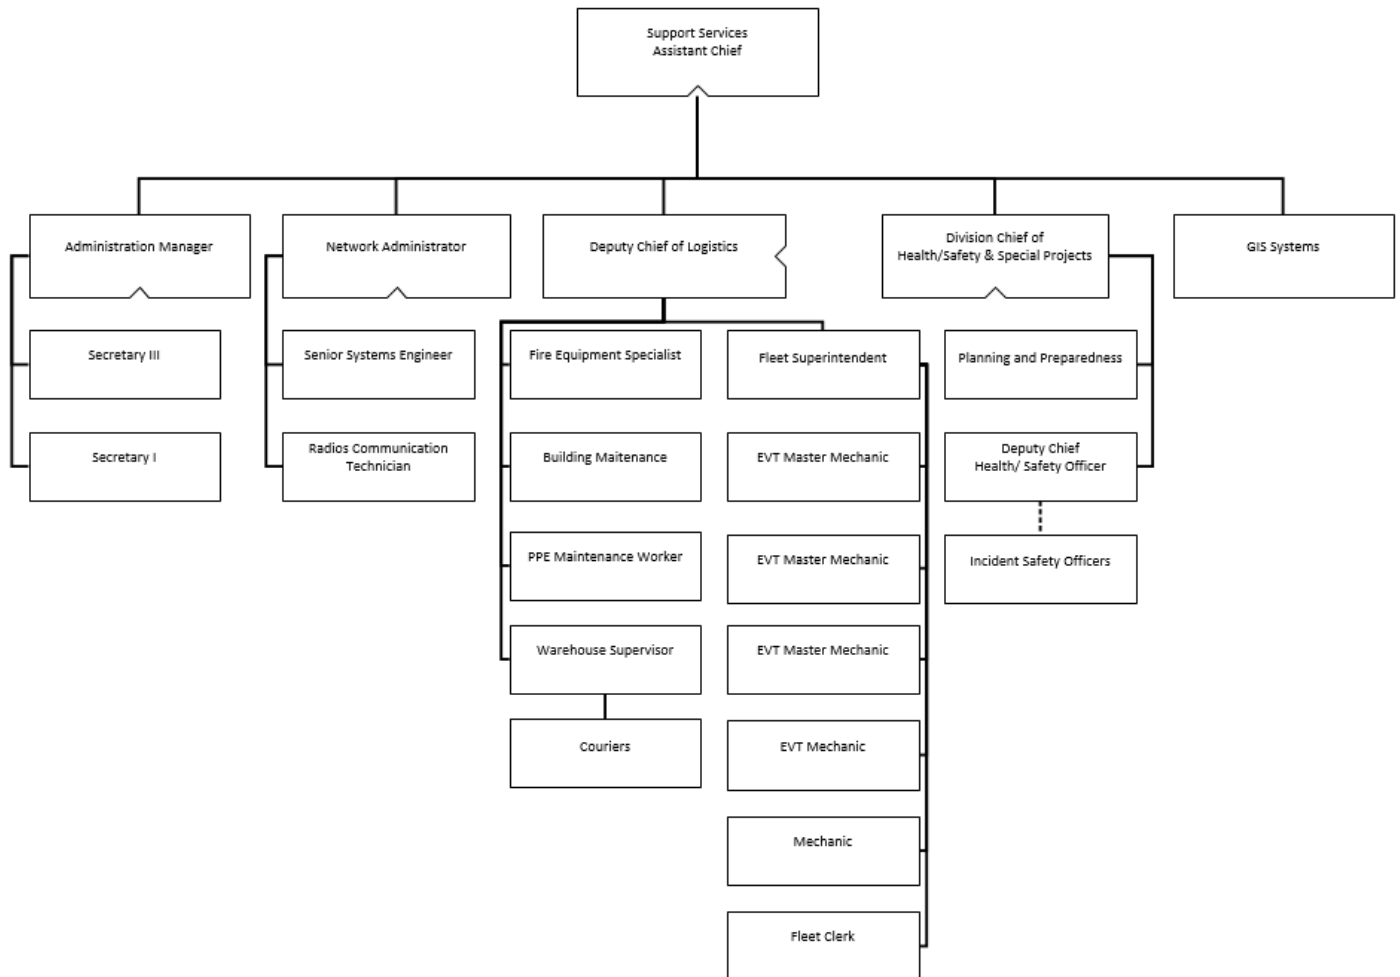 Support Services
Assistant Chief
Administration Manager
Network Administrator
Deputy Chief of Logistics
Division Chief of
Health/Safety & Special Projects
GIS Systems
Secretary III
Senior Systems Engineer
Fire Equipment Specialist
Fleet Superintendent
Planning and Preparedness
Secretary I
Radios Communication
Technician
Building Maitenance
EVT Master Mechanic
Deputy Chief
Health/ Safety Officer
PPE Maintenance Worker
EVT Master Mechanic
Incident Safety Officers
Warehouse Supervisor
EVT Master Mechanic
Couriers
EVT Mechanic
Mechanic
Fleet Clerk